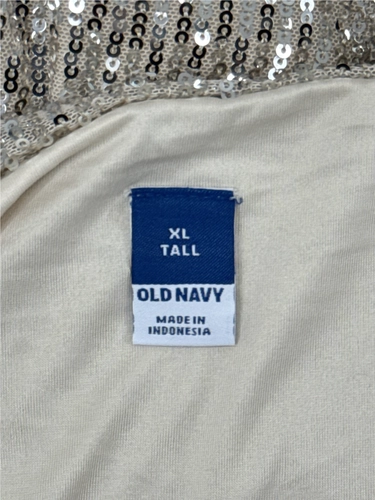 XL
TALL
OLD NAVY
MADE IN
INDONESIA